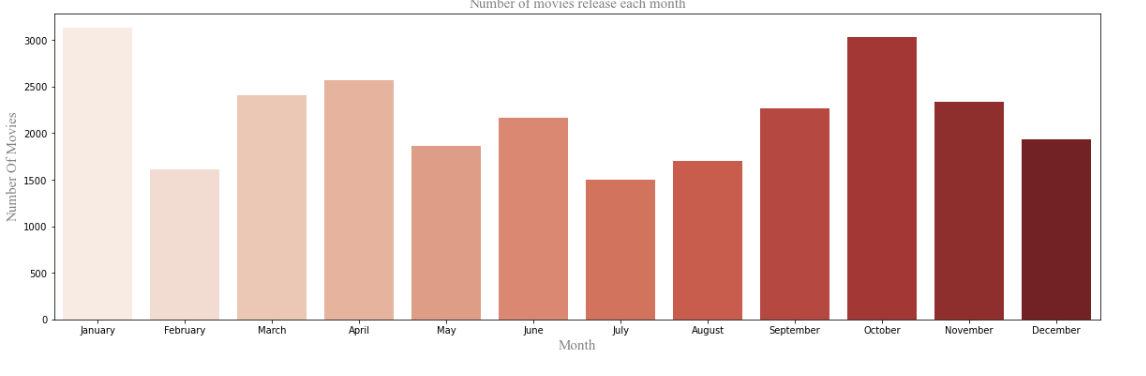 Number of movies release each month
3000
2500
2000
1500
1000
500
0
Number Of Movies
January February March April May June July August September October November December
Month